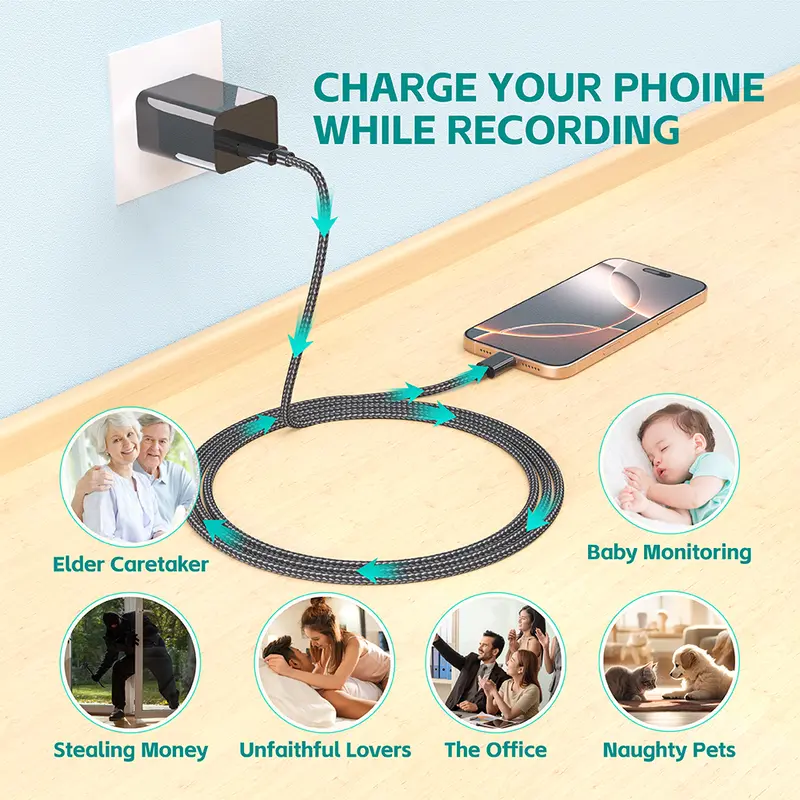 CHARGE YOUR PHOINE
WHILE RECORDING
Elder Caretaker
Baby Monitoring
Stealing Money
Unfaithful Lovers
The Office
Naughty Pets